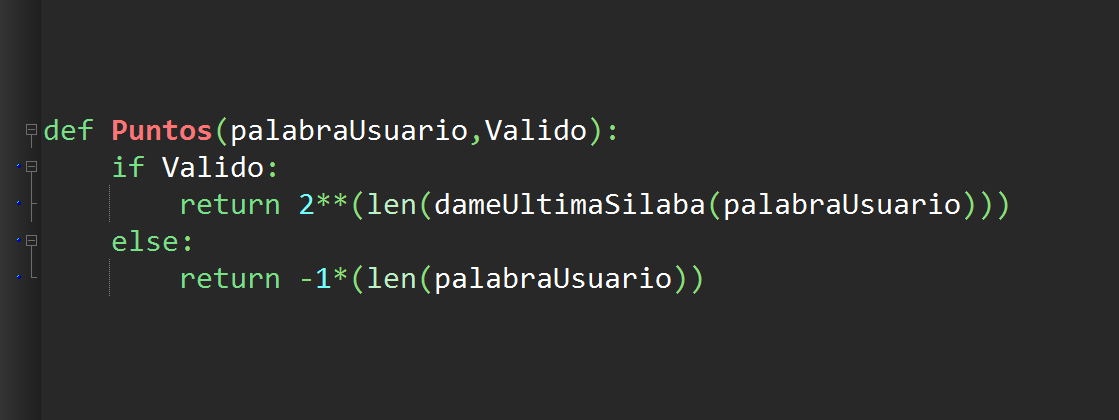 def Puntos(palabraUsuario,Valido):
    if Valido:
        return 2**(len(dameUltimaSilaba(palabraUsuario)))
    else:
        return -1*(len(palabraUsuario))